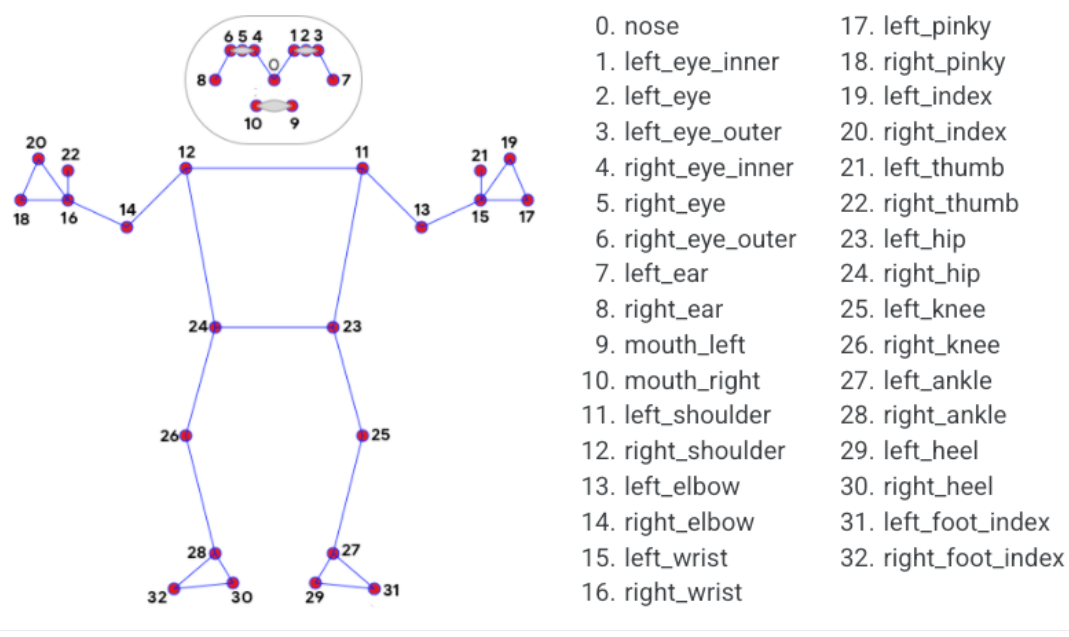 6 5 4 1 2 3
0
8 7
10 9
20 19
22 12 11 21
14 13
18 16 15 17
24 23
26 25
28 27
32 30 29 31
0. nose
1. left_eye_inner
2. left_eye
3. left_eye_outer
4. right_eye_inner
5. right_eye
6. right_eye_outer
7. left_ear
8. right_ear
9. mouth_left
10. mouth_right
11. left_shoulder
12. right_shoulder
13. left_elbow
14. right_elbow
15. left_wrist
16. right_wrist
17. left_pinky
18. right_pinky
19. left_index
20. right_index
21. left_thumb
22. right_thumb
23. left_hip
24. right_hip
25. left_knee
26. right_knee
27. left_ankle
28. right_ankle
29. left_heel
30. right_heel
31. left_foot_index
32. right_foot_index